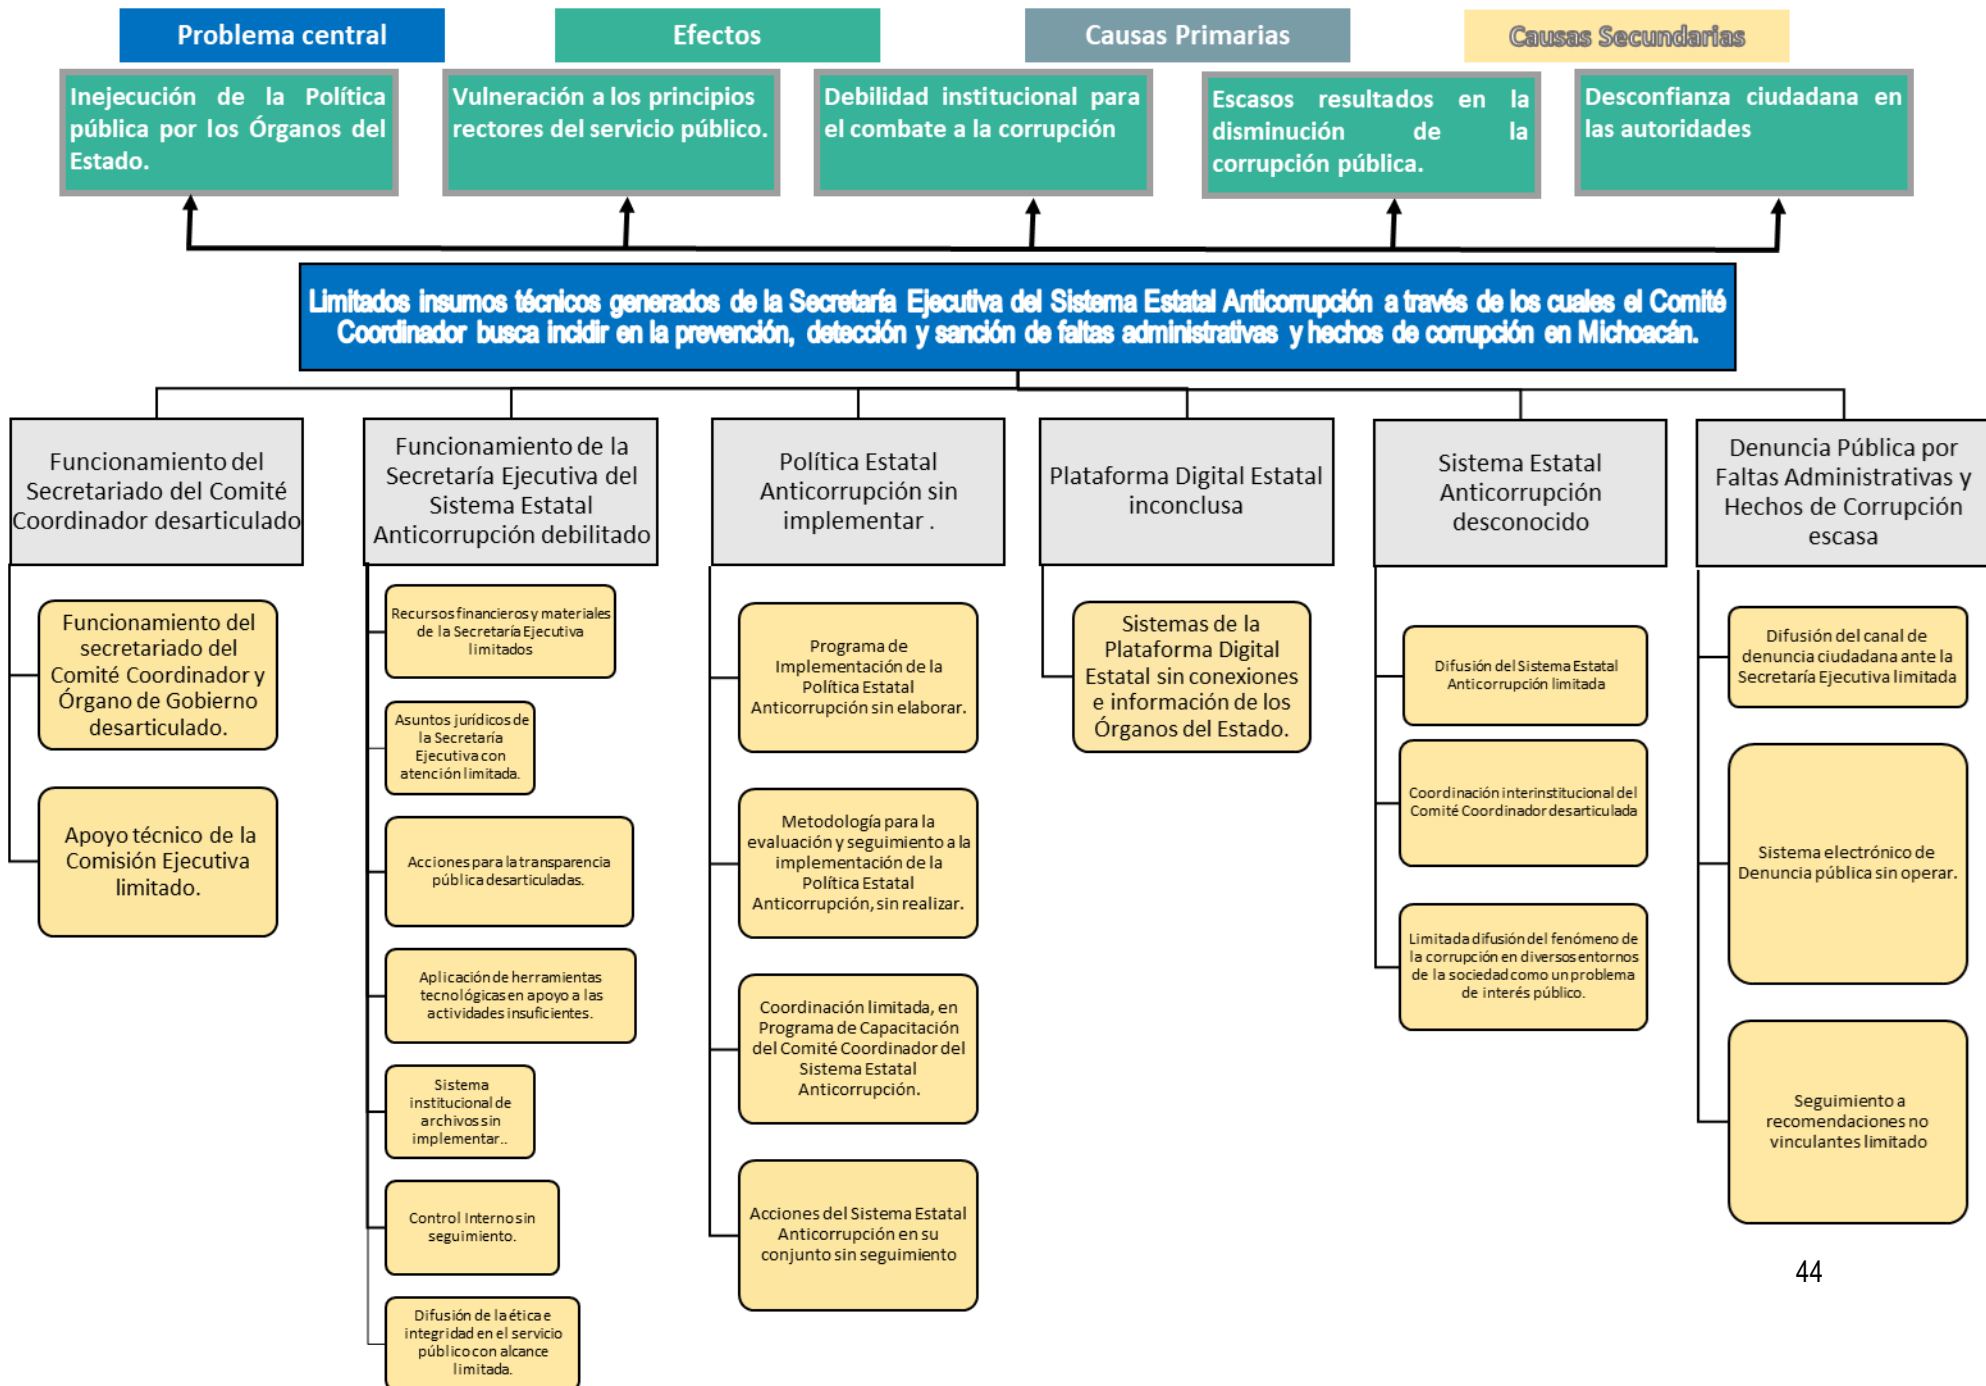 Problema central
Efectos
Causas Primarias
Causas Secundarias
Inejecución de la Política
pública por los Órganos del
Estado.
Vulneración a los principios
rectores del servicio público.
Debilidad institucional para
el combate a la corrupción
Escasos resultados en la
disminución de la
corrupción pública.
Desconfianza ciudadana en
las autoridades
Limitados insumos técnicos generados de la Secretaría Ejecutiva del Sistema Estatal Anticorrupción a través de los cuales el Comité
Coordinador busca incidir en la prevención, detección y sanción de faltas administrativas y hechos de corrupción en Michoacán.
Funcionamiento del
Secretariado del Comité
Coordinador desarticulado
Funcionamiento del
secretariado del
Comité Coordinador y
Órgano de Gobierno
desarticulado.
Apoyo técnico de la
Comisión Ejecutiva
limitado.
Funcionamiento de la
Secretaría Ejecutiva del
Sistema Estatal
Anticorrupción debilitado
Recursos financieros y materiales
de la Secretaría Ejecutiva
limitados
Asuntos jurídicos de
la Secretaría
Ejecutiva con
atención limitada.
Acciones para la transparencia
pública desarticuladas.
Aplicación de herramientas
tecnológicas en apoyo a las
actividades insuficientes.
Sistema
institucional de
archivos sin
implementar..
Control Interno sin
seguimiento.
Difusión de la ética e
integridad en el servicio
público con alcance
limitada.
Política Estatal
Anticorrupción sin
implementar .
Programa de
Implementación de la
Política Estatal
Anticorrupción sin elaborar.
Metodología para la
evaluación y seguimiento a la
implementación de la
Política Estatal
Anticorrupción, sin realizar.
Coordinación limitada, en
Programa de Capacitación
del Comité Coordinador del
Sistema Estatal
Anticorrupción.
Acciones del Sistema Estatal
Anticorrupción en su
conjunto sin seguimiento
Plataforma Digital Estatal
inconclusa
Sistemas de la
Plataforma Digital
Estatal sin conexiones
e información de los
Órganos del Estado.
Sistema Estatal
Anticorrupción
desconocido
Difusión del Sistema Estatal
Anticorrupción limitada
Coordinación interinstitucional del
Comité Coordinador desarticulada
Limitada difusión del fenómeno de
la corrupción en diversos entornos
de la sociedad como un problema
de interés público.
Denuncia Pública por
Faltas Administrativas y
Hechos de Corrupción
escasa
Difusión del canal de
denuncia ciudadana ante la
Secretaría Ejecutiva limitada
Sistema electrónico de
Denuncia pública sin operar.
Seguimiento a
recomendaciones no
vinculantes limitado
44